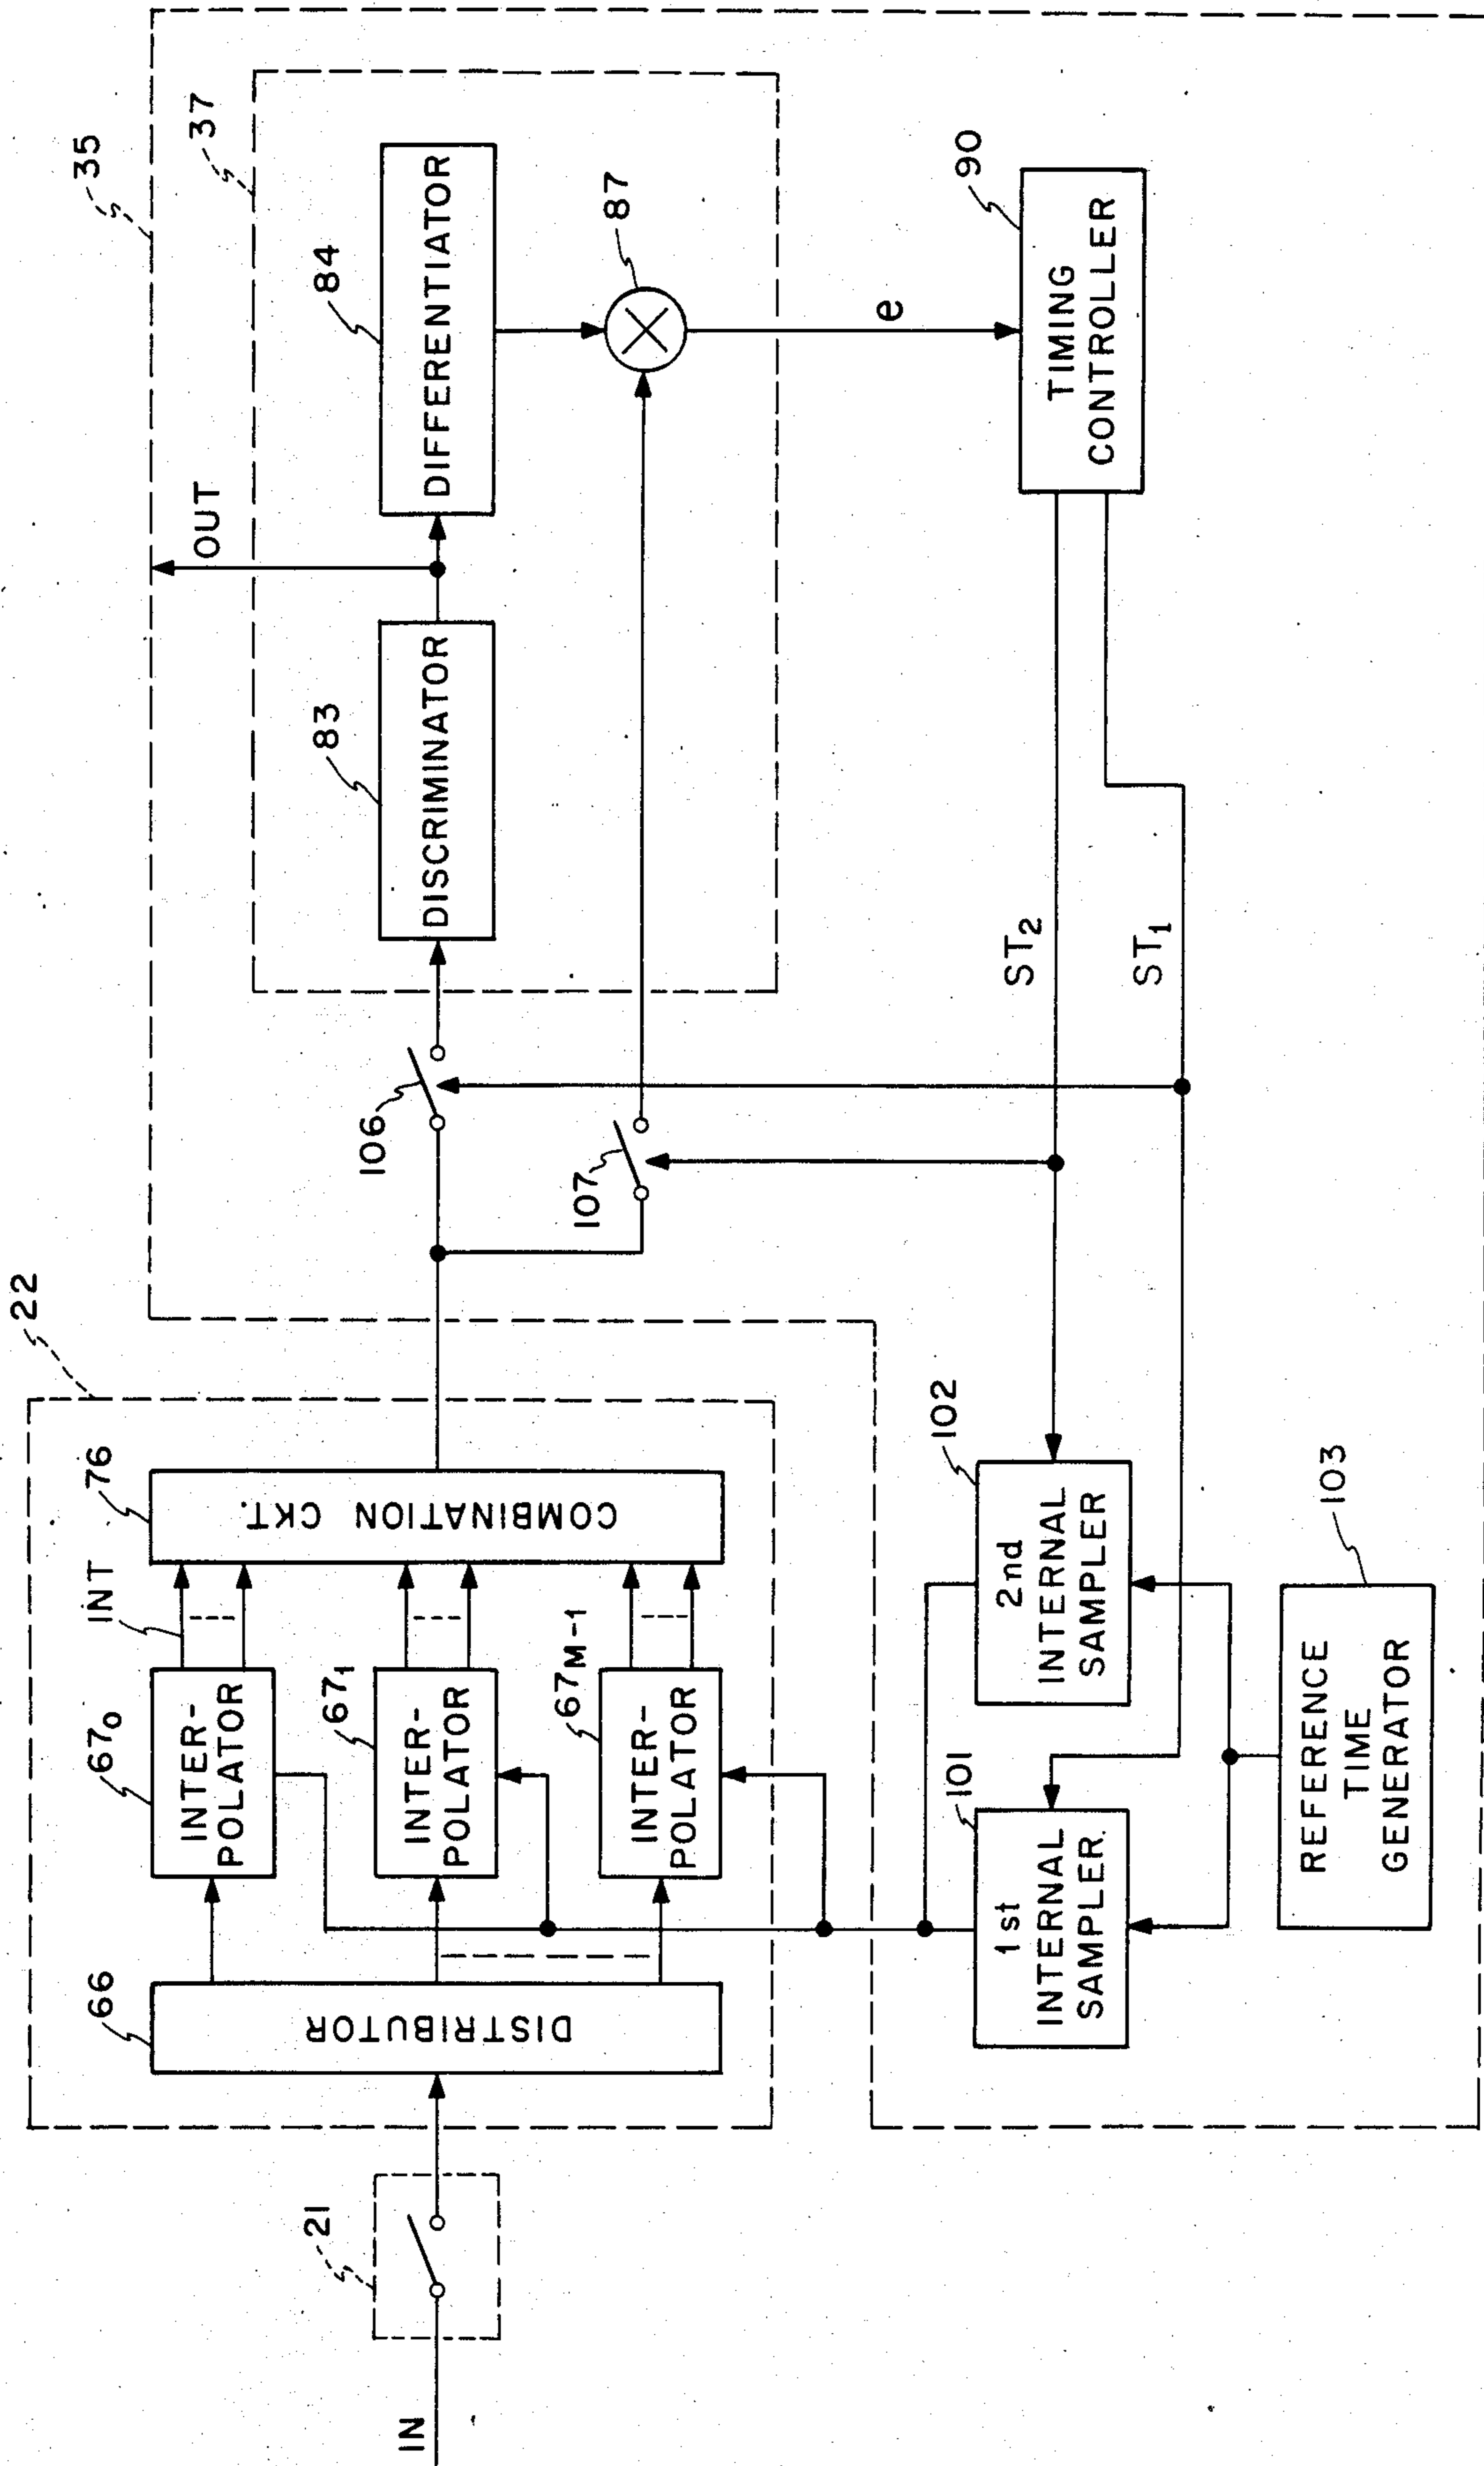 IN
21
22
66
DISTRIBUTOR
67₀
INTER-
POLATOR
67₁
INTER-
POLATOR
67M-1
INTER-
POLATOR
INT
76
COMBINATION CKT.
35
37
106
107
83
DISCRIMINATOR
OUT
84
DIFFERENTIATOR
87
e
90
TIMING
CONTROLLER
ST₂
ST₁
101
1st
INTERNAL
SAMPLER.
102
2nd
INTERNAL
SAMPLER
103
REFERENCE
TIME
GENERATOR